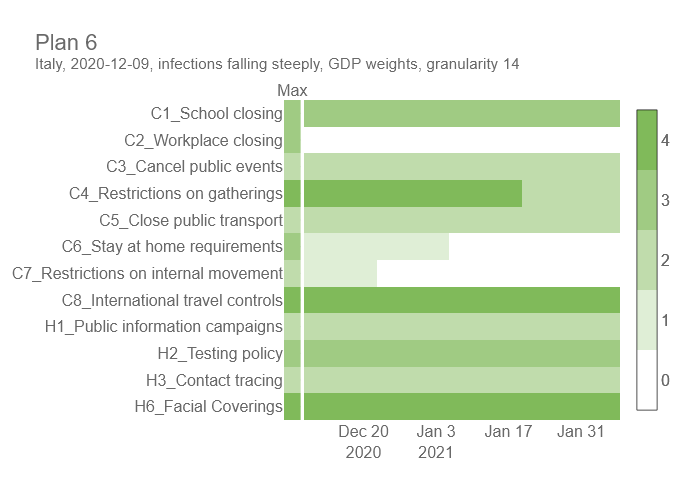 Plan 6
Italy, 2020-12-09, infections falling steeply, GDP weights, granularity 14
Max
C1_School closing
C2_Workplace closing
C3_Cancel public events
C4_Restrictions on gatherings
C5_Close public transport
C6_Stay at home requirements
C7_Restrictions on internal movement
C8_International travel controls
H1_Public information campaigns
H2_Testing policy
H3_Contact tracing
H6_Facial Coverings
Dec 20 Jan 3 Jan 17 Jan 31
2020 2021
4
3
2
1
0